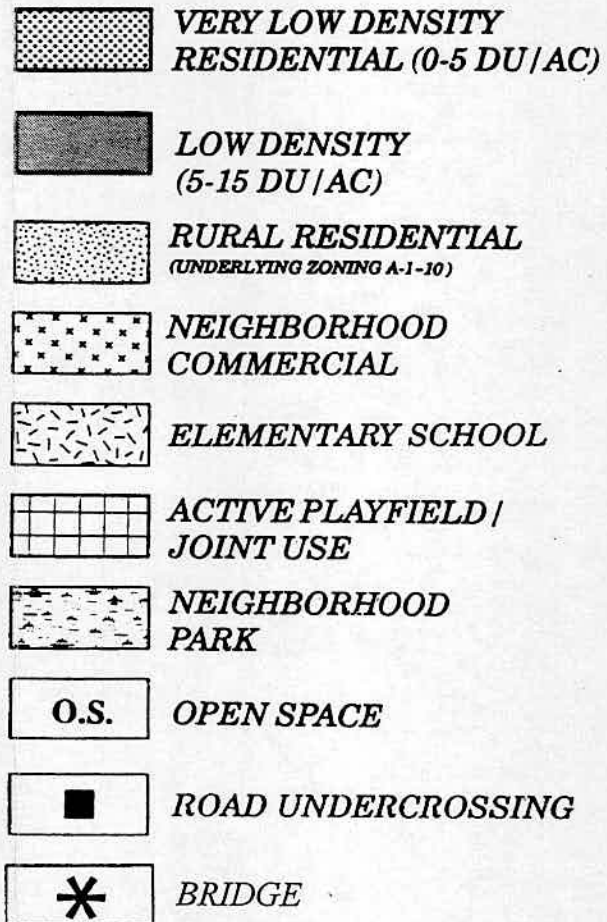 VERY LOW DENSITY
RESIDENTIAL (0-5 DU/AC)
LOW DENSITY
(5-15 DU/AC)
RURAL RESIDENTIAL
(UNDERLYING ZONING A-1-10)
NEIGHBORHOOD
COMMERCIAL
ELEMENTARY SCHOOL
ACTIVE PLAYFIELD/
JOINT USE
NEIGHBORHOOD
PARK
O.S. OPEN SPACE
ROAD UNDERCROSSING
BRIDGE